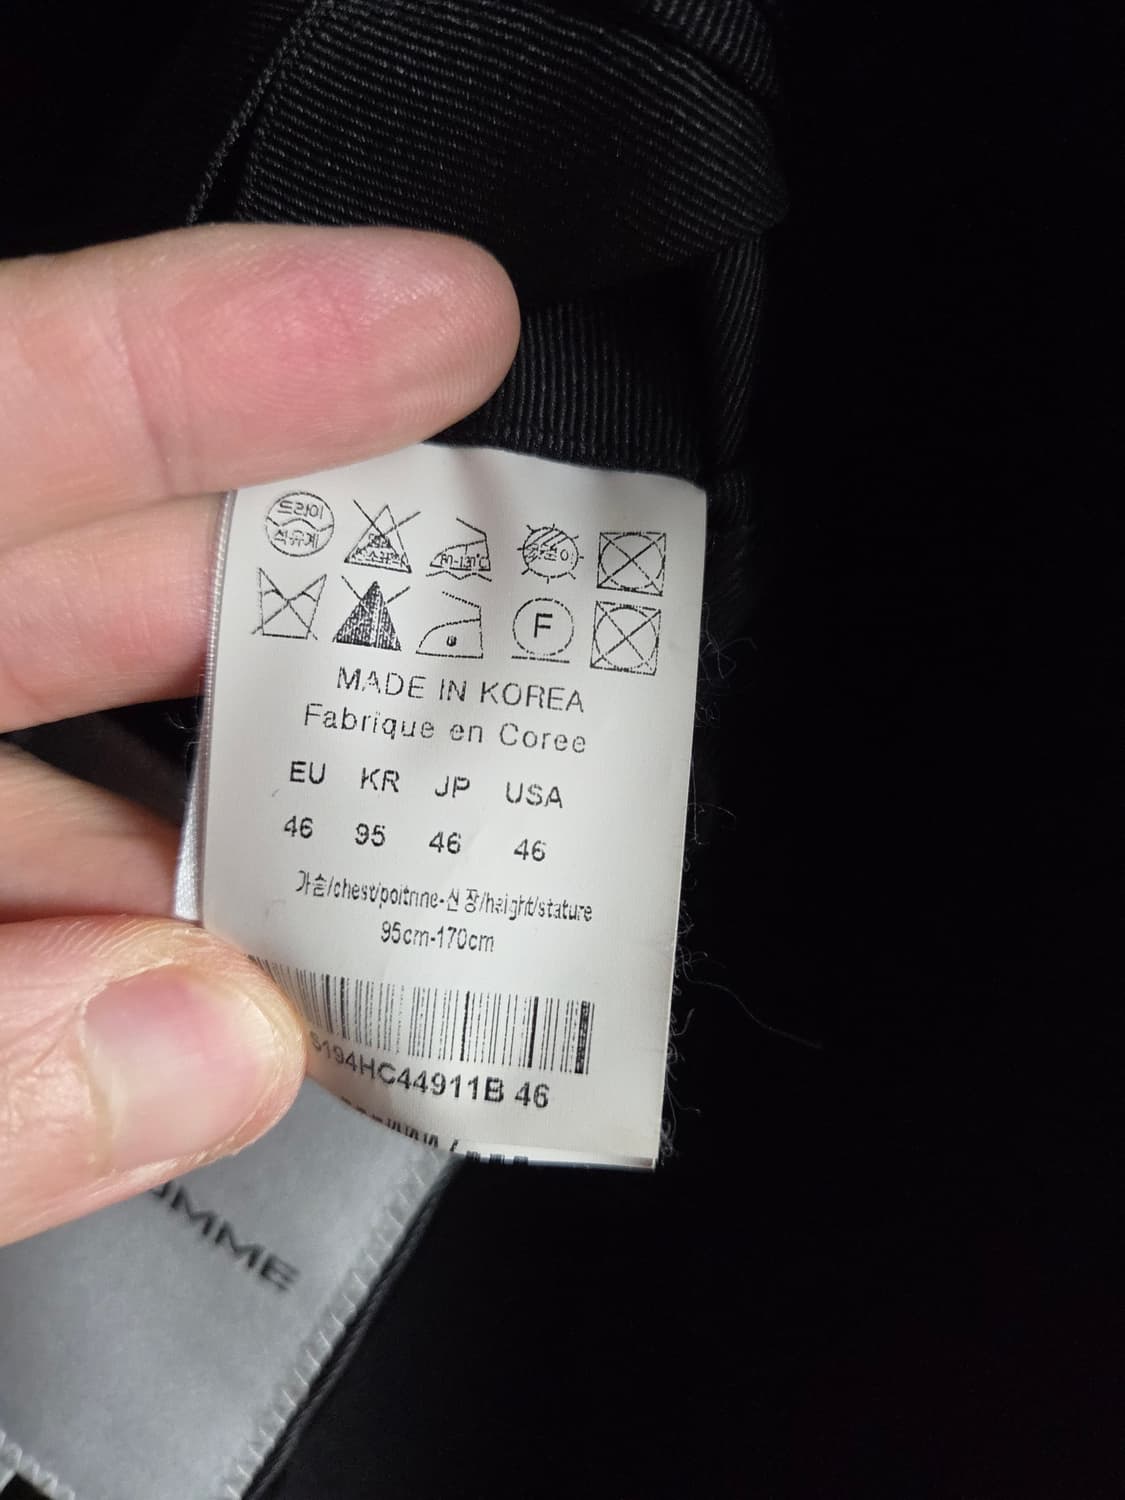 드라이
석유계
F
MADE IN KOREA
Fabrique en Coree
EU KR JP USA
46 95 46 46
가슴/chest/poitrine-신장/height/stature
95cm-170cm
S194HC44911B 46
OMME